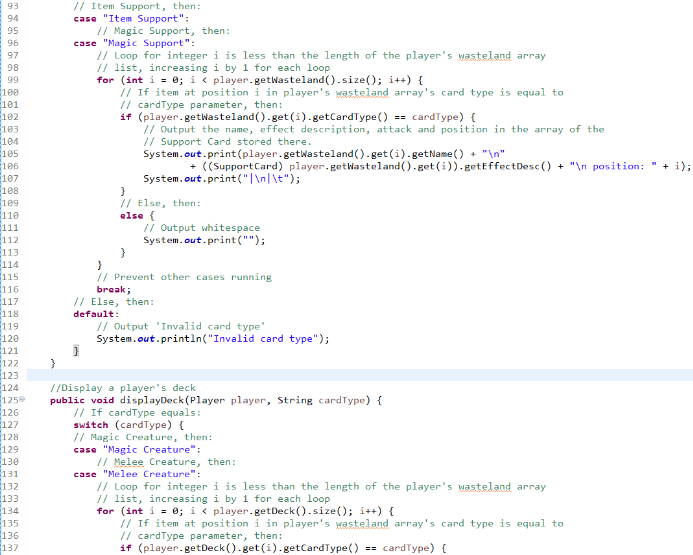 93 // Item Support, then:
94 case "Item Support":
95 // Magic Support, then:
96 case "Magic Support":
97 // Loop for integer i is less than the length of the player's wasteland array
98 // list, increasing i by 1 for each loop
99 for (int i = 0; i < player.getWasteland().size(); i++) {
100 // If item at position i in player's wasteland array's card type is equal to
101 // cardType parameter, then:
102 if (player.getWasteland().get(i).getCardType() == cardType) {
103 // Output the name, effect description, attack and position in the array of the
104 // Support Card stored there.
105 System.out.print(player.getWasteland().get(i).getName() + "\n"
106 + ((SupportCard) player.getWasteland().get(i)).getEffectDesc() + "\n position: " + i);
107 System.out.print("|\n|\t");
108 }
109 // Else, then:
110 else {
111 // Output whitespace
112 System.out.print("");
113 }
114 }
115 // Prevent other cases running
116 break;
117 // Else, then:
118 default:
119 // Output 'Invalid card type'
120 System.out.println("Invalid card type");
121 }
122 }
123
124 //Display a player's deck
125 public void displayDeck(Player player, String cardType) {
126 // If cardType equals:
127 switch (cardType) {
128 // Magic Creature, then:
129 case "Magic Creature":
130 // Melee Creature, then:
131 case "Melee Creature":
132 // Loop for integer i is less than the length of the player's wasteland array
133 // list, increasing i by 1 for each loop
134 for (int i = 0; i < player.getDeck().size(); i++) {
135 // If item at position i in player's wasteland array's card type is equal to
136 // cardType parameter, then:
137 if (player.getDeck().get(i).getCardType() == cardType) {